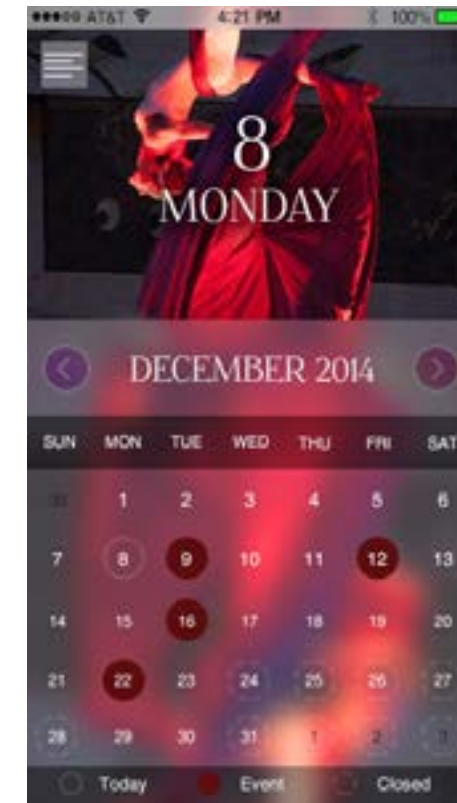 AT&T 4:21 PM 100%
8
MONDAY
DECEMBER 2014
SUN MON TUE WED THU FRI SAT
1 2 3 4 5 6
7 8 9 10 11 12 13
14 15 16 17 18 19 20
21 22 23 24 25 26 27
28 29 30 31 1 2 3
Today Event Closed